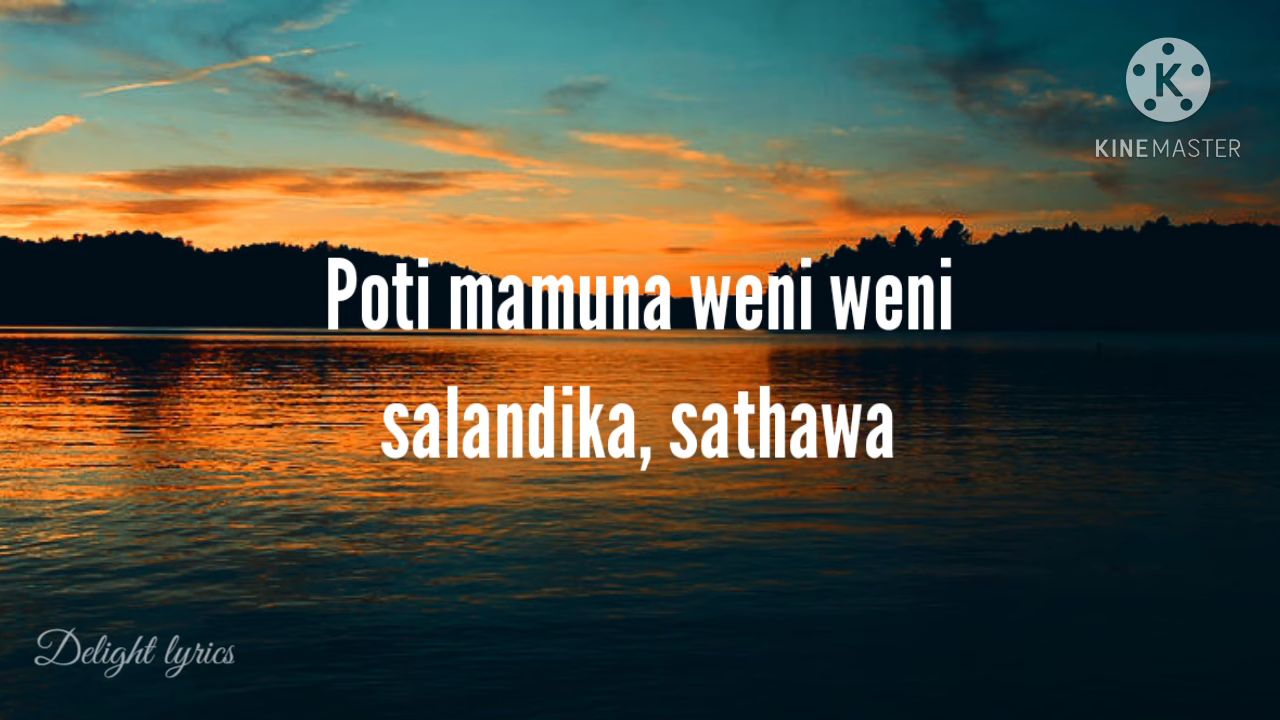 K
KINEMASTER
Poti mamuna weni weni
salandika, sathawa
Delight lyrics